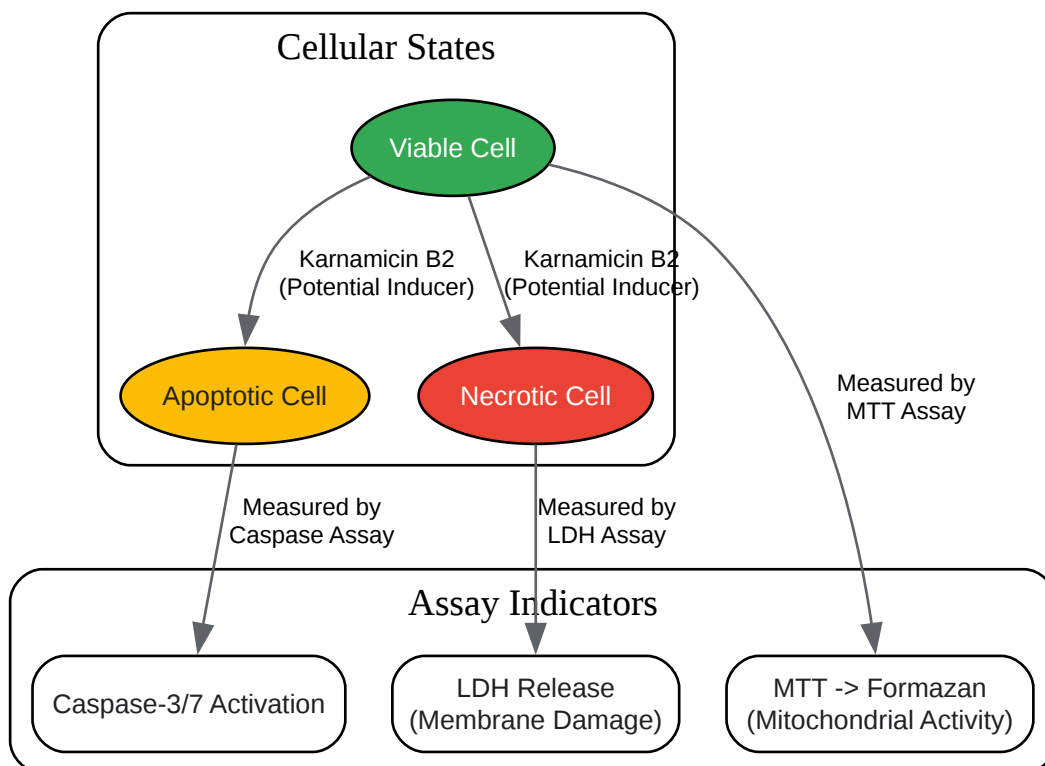 Cellular States
Viable Cell
Karnamicin B2
(Potential Inducer)
Karnamicin B2
(Potential Inducer)
Apoptotic Cell
Necrotic Cell
Measured by
MTT Assay
Measured by
Caspase Assay
Measured by
LDH Assay
Assay Indicators
Caspase-3/7 Activation
LDH Release
(Membrane Damage)
MTT -> Formazan
(Mitochondrial Activity)